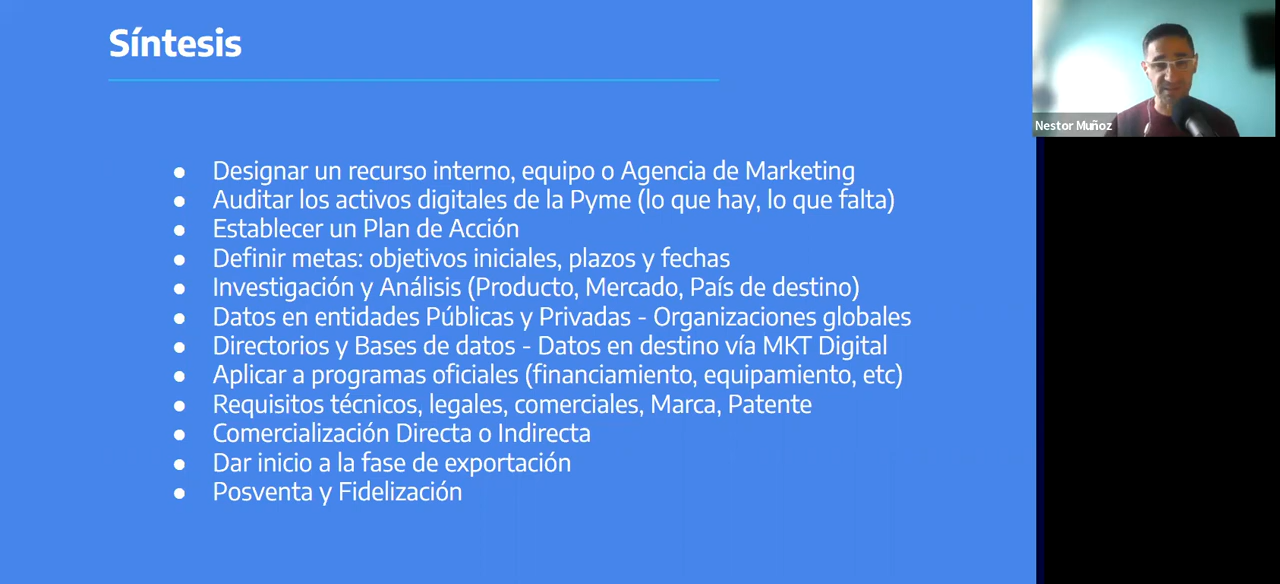 Síntesis
Nestor Muñoz
● Designar un recurso interno, equipo o Agencia de Marketing
● Auditar los activos digitales de la Pyme (lo que hay, lo que falta)
● Establecer un Plan de Acción
● Definir metas: objetivos iniciales, plazos y fechas
● Investigación y Análisis (Producto, Mercado, País de destino)
● Datos en entidades Públicas y Privadas - Organizaciones globales
● Directorios y Bases de datos - Datos en destino vía MKT Digital
● Aplicar a programas oficiales (financiamiento, equipamiento, etc)
● Requisitos técnicos, legales, comerciales, Marca, Patente
● Comercialización Directa o Indirecta
● Dar inicio a la fase de exportación
● Posventa y Fidelización